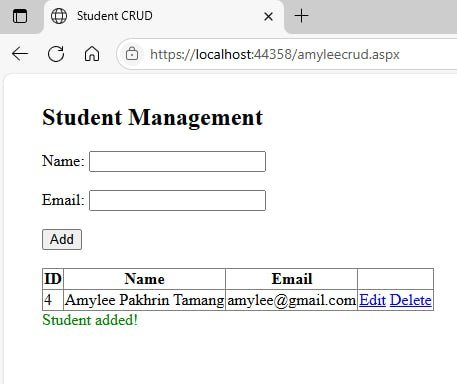 Student CRUD
https://localhost:44358/amyleecrud.aspx
Student Management
Name:
Email:
Add
ID Name Email
4 Amylee Pakhrin Tamang amylee@gmail.com Edit Delete
Student added!